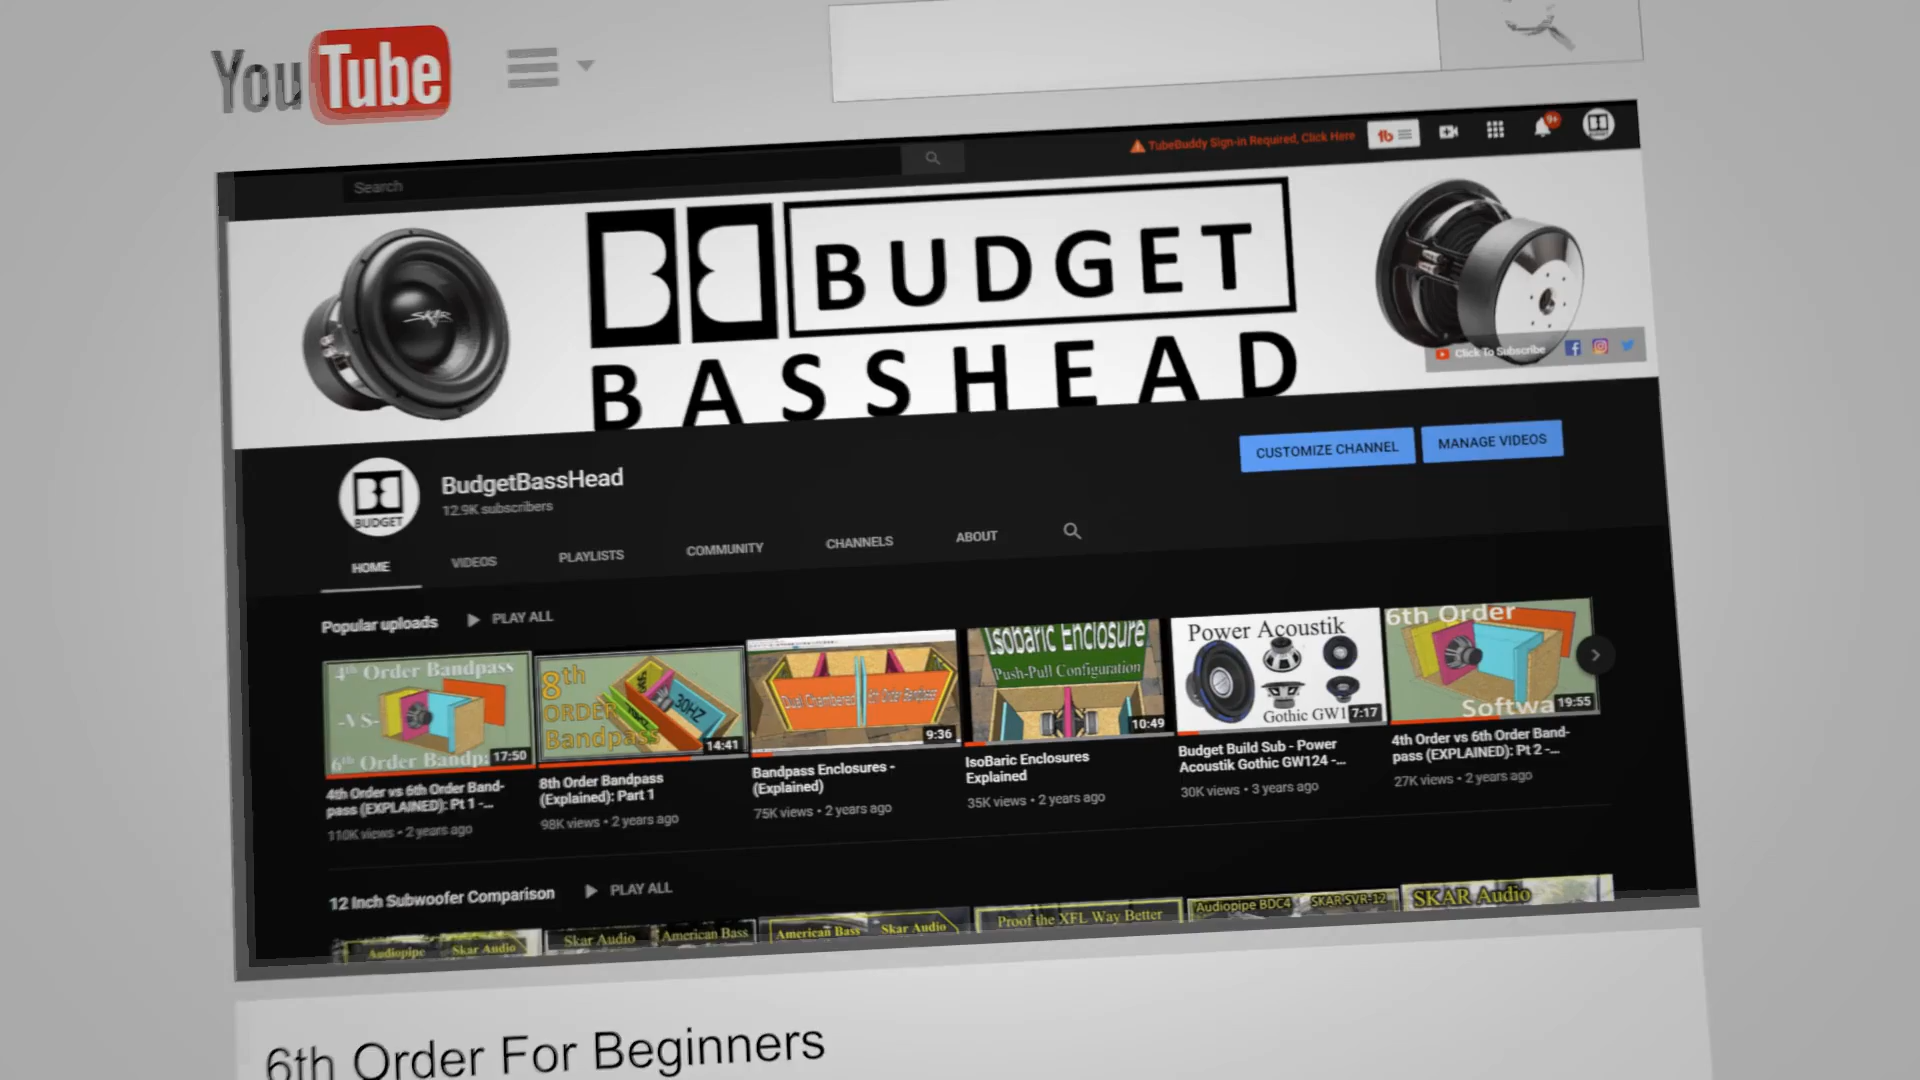 YouTube
TubeBuddy Sign-in Required, Click Here
9+
Search
BUDGET
BASSHEAD
SKAR
Click To Subscribe
CUSTOMIZE CHANNEL
MANAGE VIDEOS
BUDGET
BudgetBassHead
12.9K subscribers
HOME
VIDEOS
PLAYLISTS
COMMUNITY
CHANNELS
ABOUT
Popular uploads
PLAY ALL
4th Order Bandpass
-VS-
6th Order Bandp
17:50
4th Order vs 6th Order Band-
pass (EXPLAINED): Pt 1 -...
110K views • 2 years ago
8th
ORDER
Bandpass
30HZ
14:41
8th Order Bandpass
(Explained): Part 1
98K views • 2 years ago
Dual Chambered
6th Order Bandpass
9:36
Bandpass Enclosures -
(Explained)
75K views • 2 years ago
Isobaric Enclosure
Push-Pull Configuration
10:49
IsoBaric Enclosures
Explained
35K views • 2 years ago
Power Acoustik
Gothic GW1
7:17
Budget Build Sub - Power
Acoustik Gothic GW124 -...
30K views • 3 years ago
6th Order
Softwa
19:55
4th Order vs 6th Order Band-
pass (EXPLAINED): Pt 2 -...
27K views • 2 years ago
12 Inch Subwoofer Comparison
PLAY ALL
Audiopipe
Skar Audio
Skar Audio
American Bass
American Bass
Skar Audio
Proof the XFL Way Better
Audiopipe BDC4
SKAR SVR-12
SKAR Audio
6th Order For Beginners